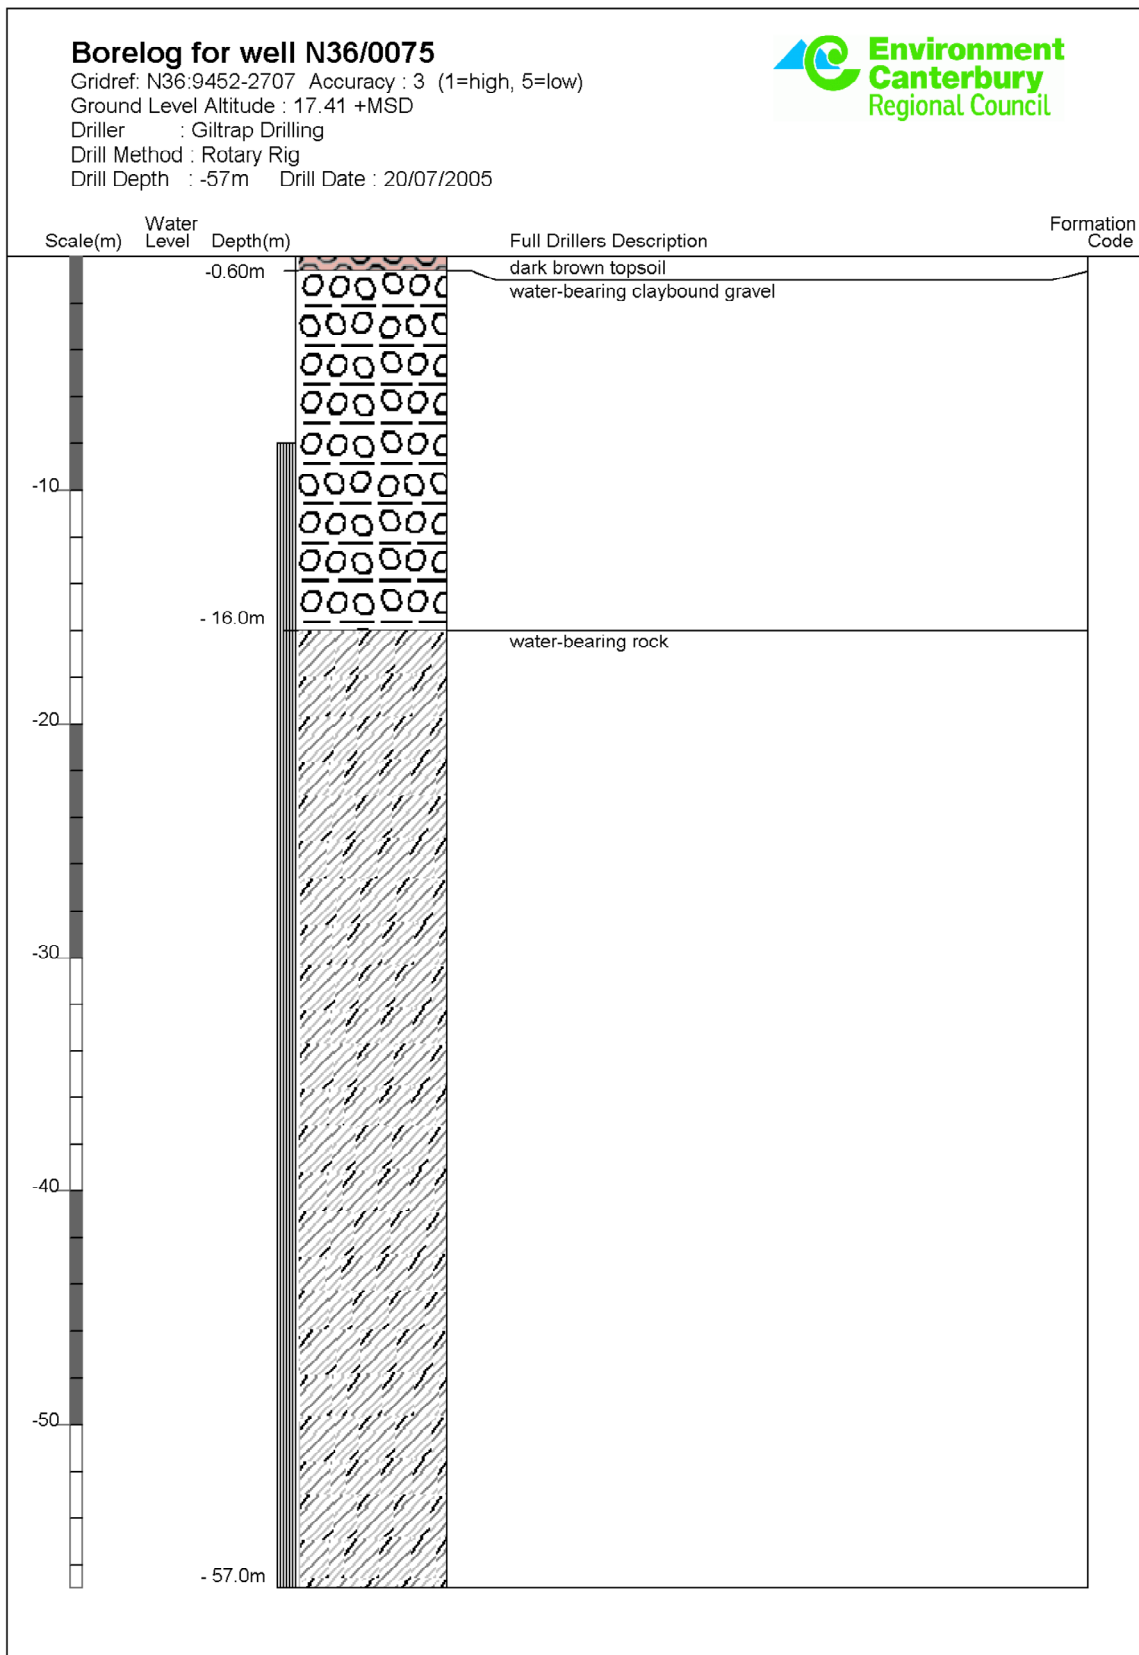 Borelog for well N36/0075
Gridref: N36:9452-2707 Accuracy : 3 (1=high, 5=low)
Ground Level Altitude : 17.41 +MSD
Driller : Giltrap Drilling
Drill Method : Rotary Rig
Drill Depth : -57m Drill Date : 20/07/2005
Environment
Canterbury
Regional Council
Scale(m) Water Level Depth(m) Full Drillers Description Formation Code
-0.60m dark brown topsoil
water-bearing claybound gravel
-10
- 16.0m
water-bearing rock
-20
-30
-40
-50
- 57.0m